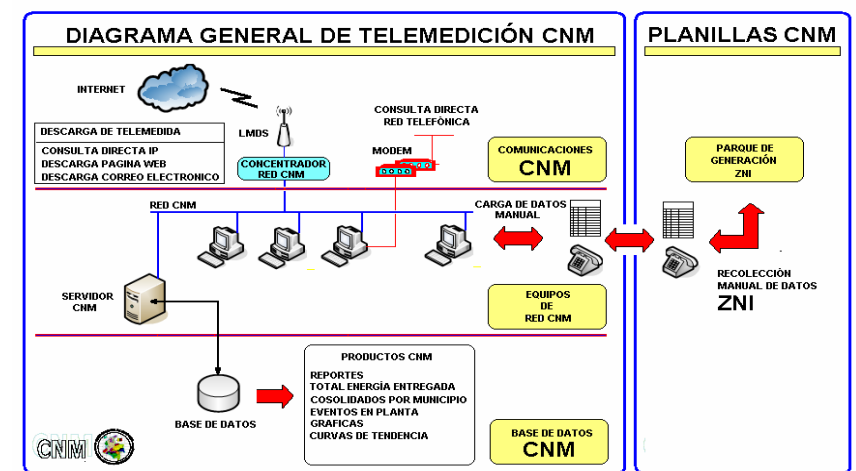 DIAGRAMA GENERAL DE TELEMEDICIÓN CNM
INTERNET
DESCARGA DE TELEMEDIDA
CONSULTA DIRECTA IP
DESCARGA PAGINA WEB
DESCARGA CORREO ELECTRONICO
LMDS
CONCENTRADOR
RED CNM
CONSULTA DIRECTA
RED TELEFÒNICA
MODEM
COMUNICACIONES
CNM
RED CNM
CARGA DE DATOS
MANUAL
SERVIDOR
CNM
EQUIPOS
DE
RED CNM
BASE DE DATOS
PRODUCTOS CNM
REPORTES
TOTAL ENERGÍA ENTREGADA
COSOLIDADOS POR MUNICIPIO
EVENTOS EN PLANTA
GRAFICAS
CURVAS DE TENDENCIA
BASE DE DATOS
CNM
CNM
PLANILLAS CNM
PARQUE DE
GENERACIÓN
ZNI
RECOLECCIÓN
MANUAL DE DATOS
ZNI